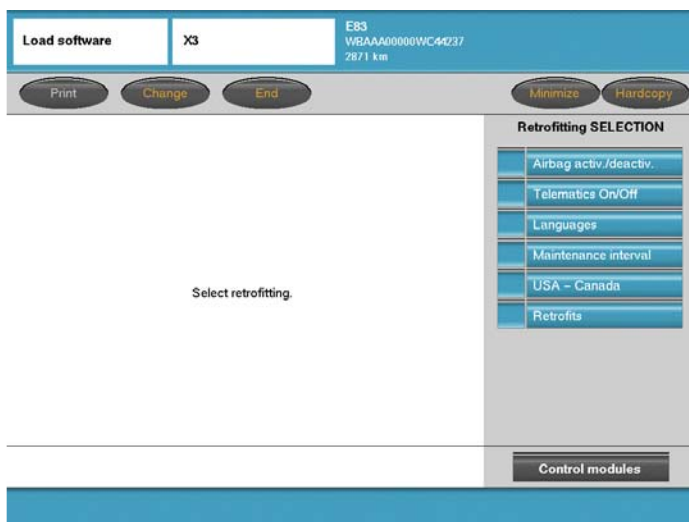 Load software
X3
E83
WBAAA00000WC44237
2871 km
Print
Change
End
Minimize
Hardcopy
Retrofitting SELECTION
Airbag activ./deactiv.
Telematics On/Off
Languages
Maintenance interval
USA – Canada
Retrofits
Select retrofitting.
Control modules